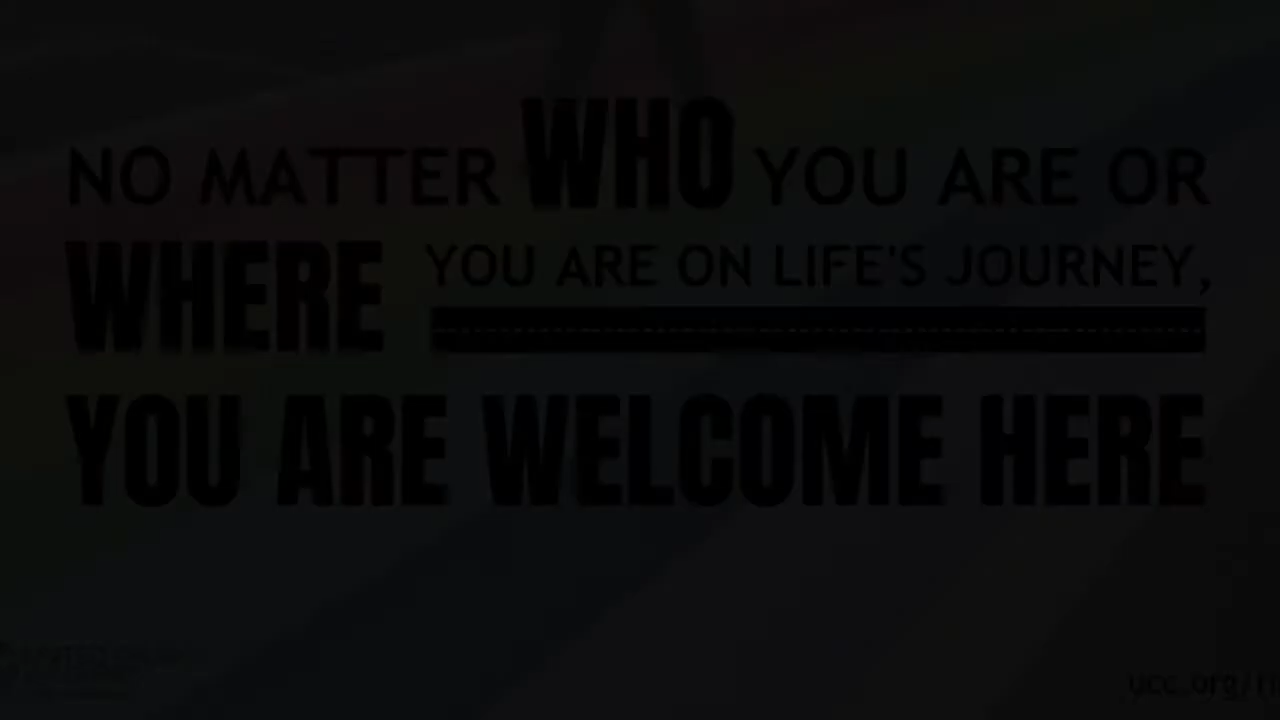 NO MATTER WHO YOU ARE OR
WHERE YOU ARE ON LIFE'S JOURNEY,
YOU ARE WELCOME HERE